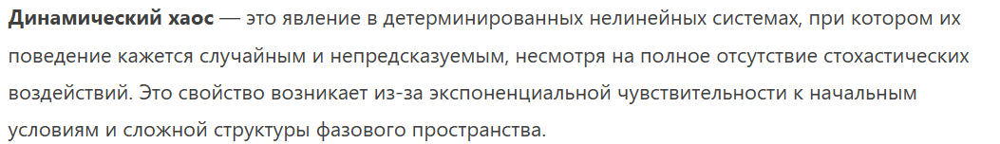 Динамический хаос — это явление в детерминированных нелинейных системах, при котором их
поведение кажется случайным и непредсказуемым, несмотря на полное отсутствие стохастических
воздействий. Это свойство возникает из-за экспоненциальной чувствительности к начальным
условиям и сложной структуры фазового пространства.